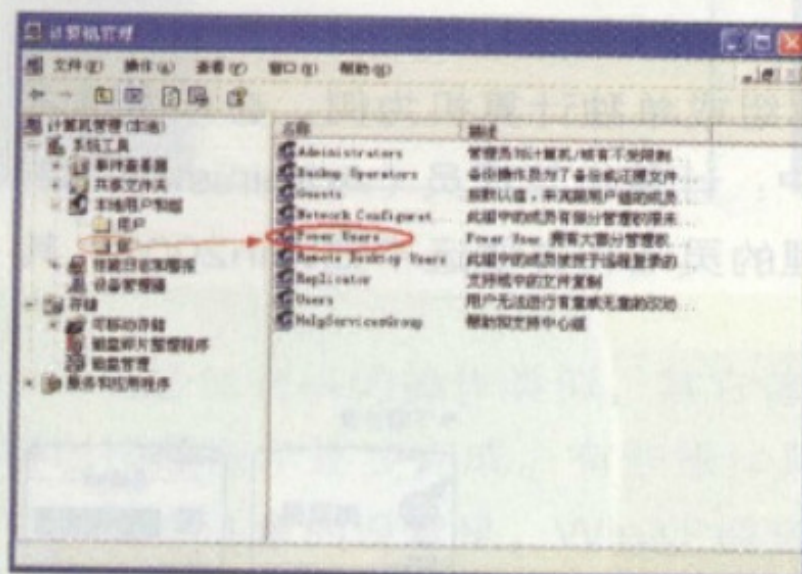 计算机管理
文件(F) 操作(A) 查看(V) 窗口(W) 帮助(H)
计算机管理(本地)
系统工具
事件查看器
共享文件夹
本地用户和组
用户
组
性能日志和警报
设备管理器
存储
可移动存储
磁盘碎片整理程序
磁盘管理
服务和应用程序
名称 描述
Administrators 管理员对计算机/域有不受限制
Backup Operators 备份操作员为了备份或还原文件...
Guests 按默认值，来宾跟用户组的成员
Network Configurat... 此组中的成员有部分管理权限来
Power Users Power User 拥有大部分管理权
Remote Desktop Users 此组中的成员被授予远程登录的
Replicator 支持域中的文件复制
Users 用户无法进行有意或无意的改动
HelpServicesGroup 帮助和支持中心组